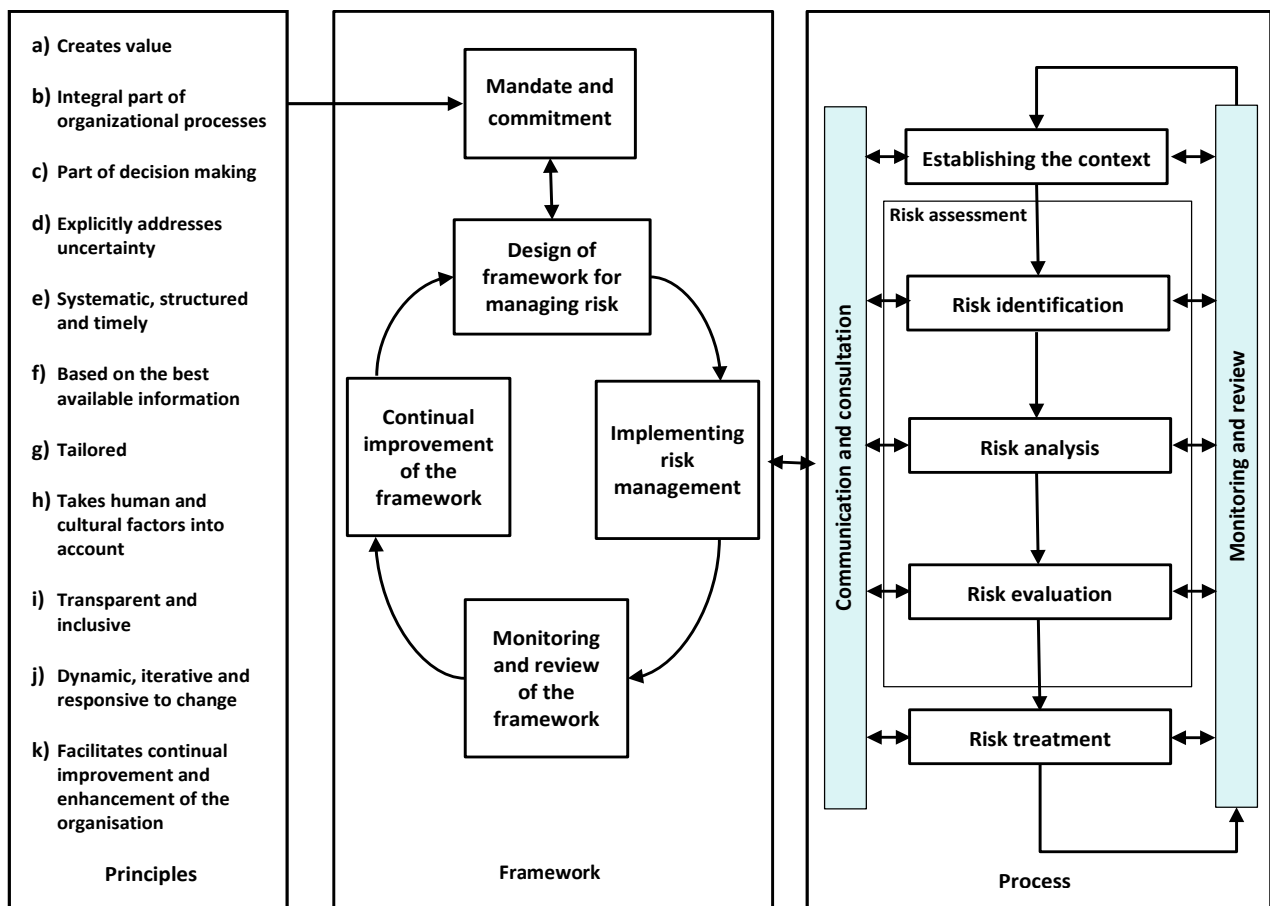 a) Creates value
b) Integral part of
organizational processes
c) Part of decision making
d) Explicitly addresses
uncertainty
e) Systematic, structured
and timely
f) Based on the best
available information
g) Tailored
h) Takes human and
cultural factors into
account
i) Transparent and
inclusive
j) Dynamic, iterative and
responsive to change
k) Facilitates continual
improvement and
enhancement of the
organisation
Principles
Mandate and
commitment
Design of
framework for
managing risk
Implementing
risk
management
Monitoring
and review
of the
framework
Continual
improvement
of the
framework
Framework
Communication and consultation
Establishing the context
Risk assessment
Risk identification
Risk analysis
Risk evaluation
Risk treatment
Monitoring and review
Process